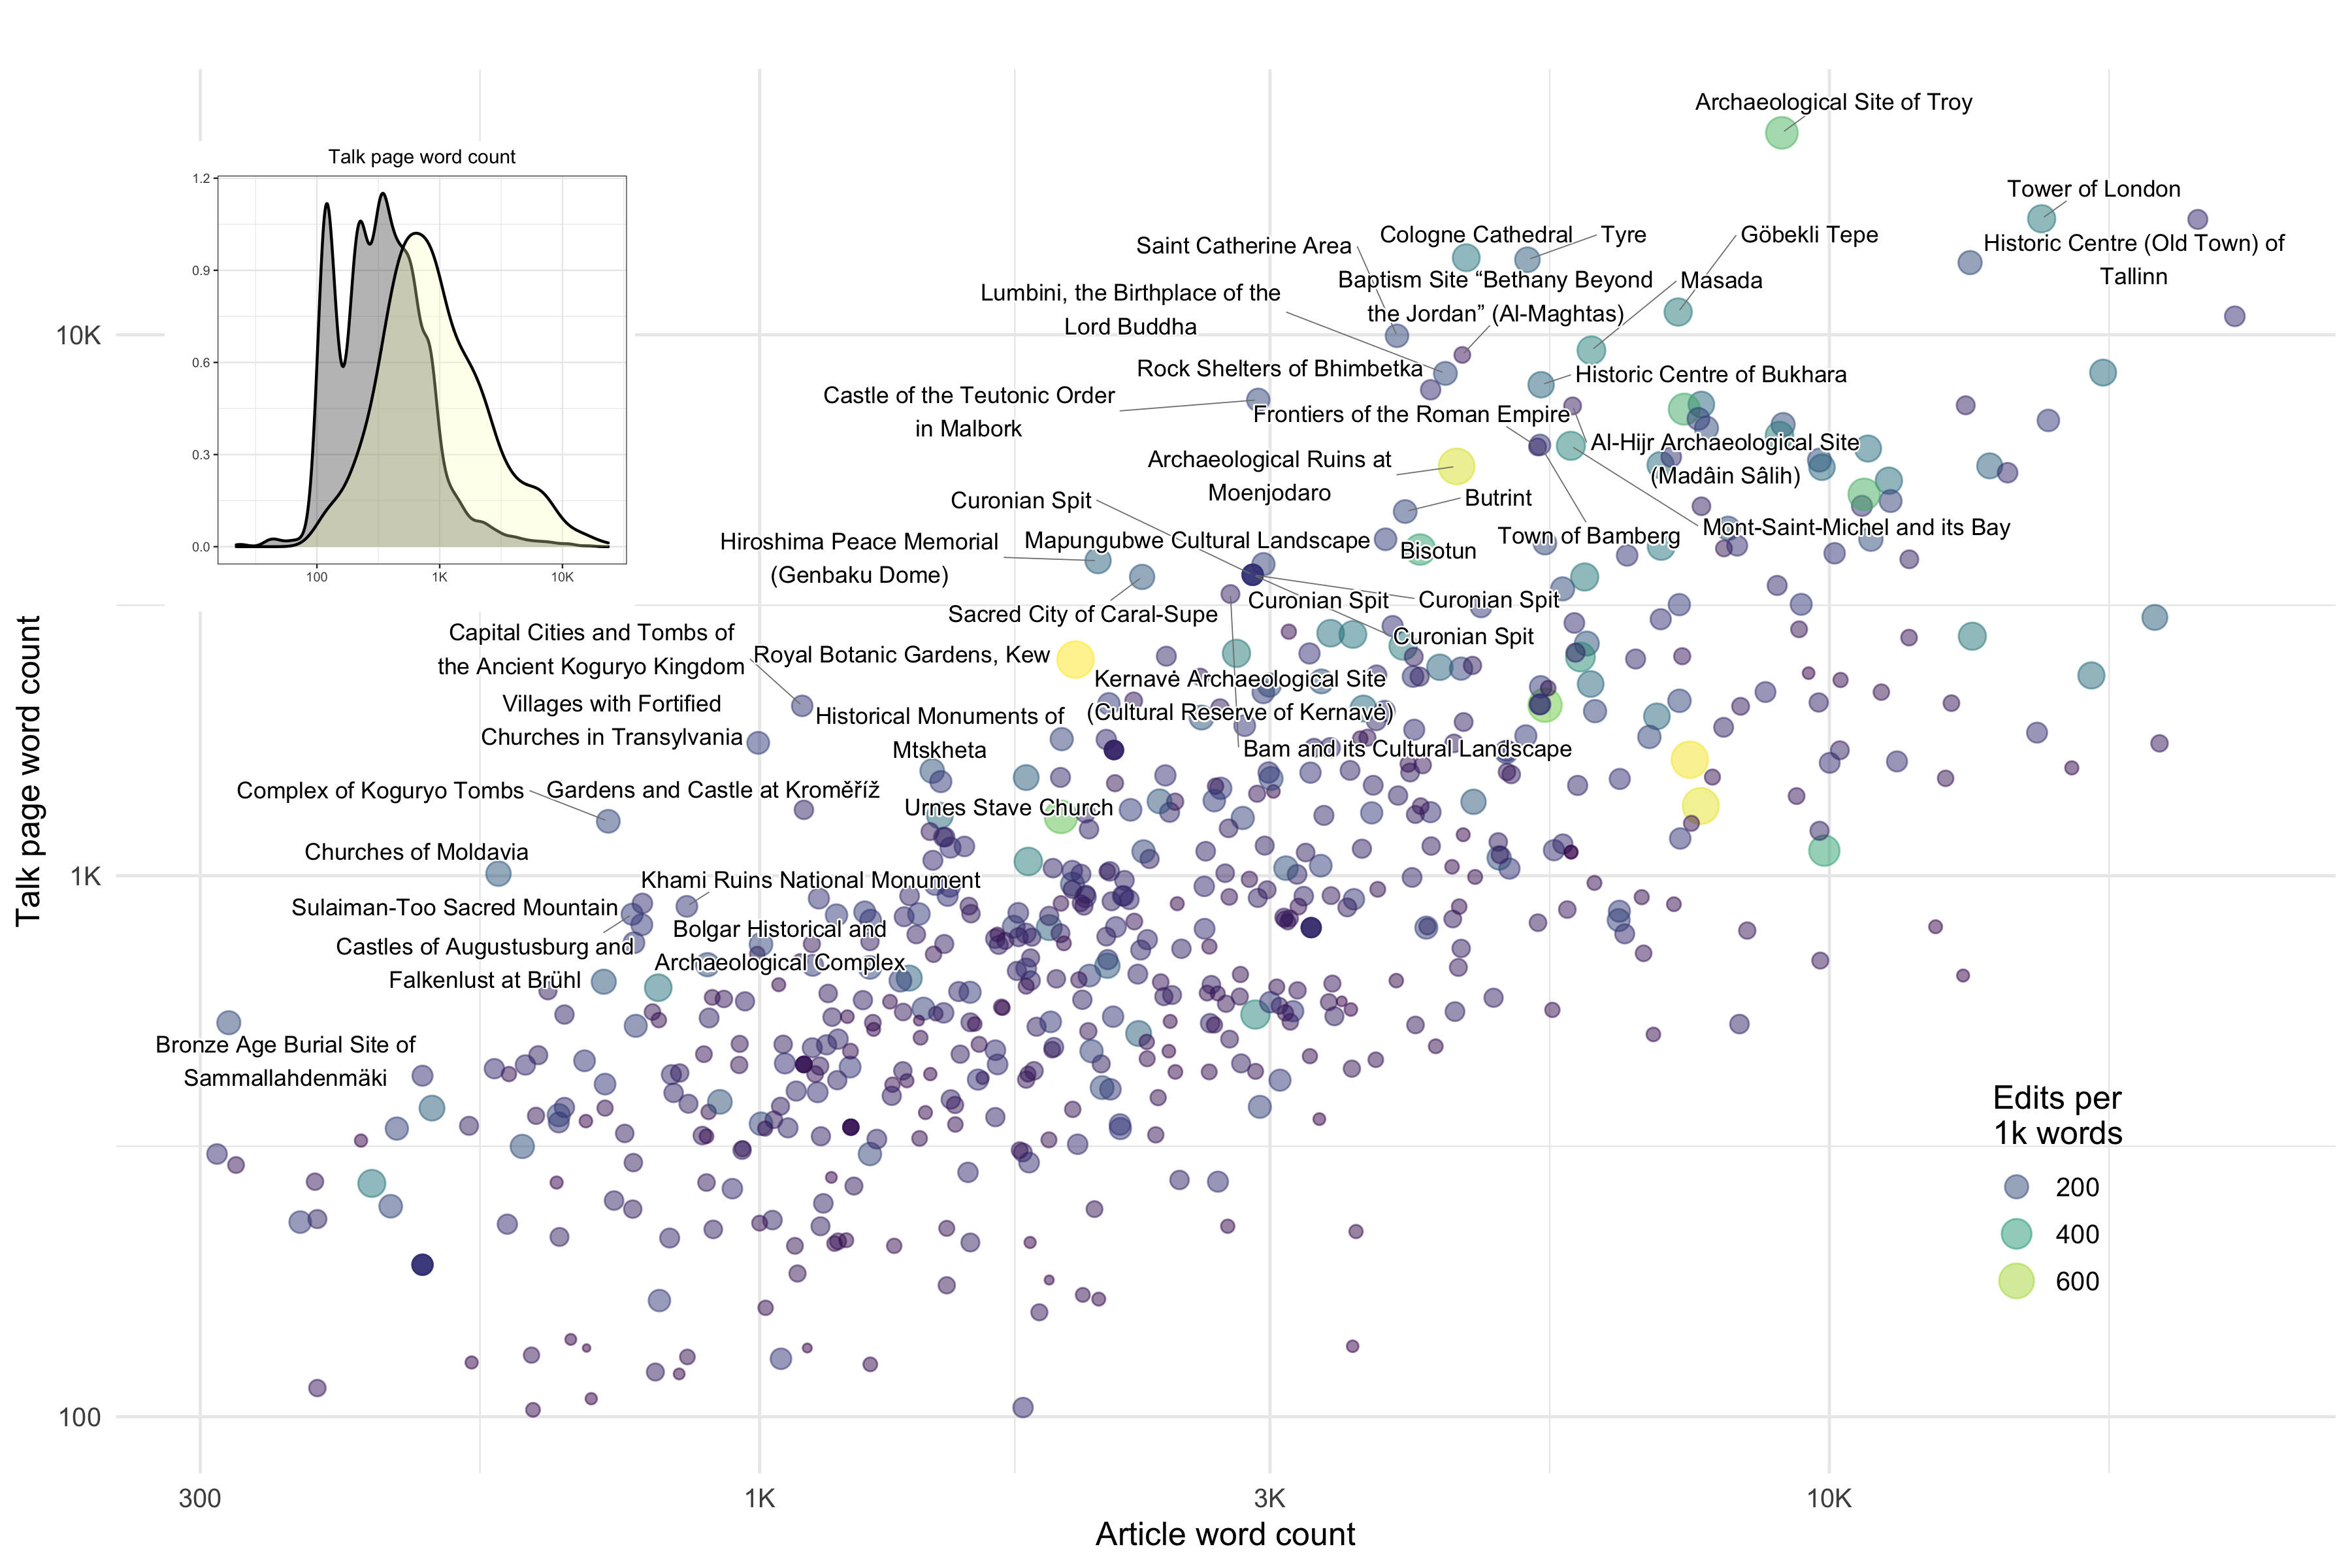 Archaeological Site of Troy
Talk page word count
1.2
0.9
0.6
0.3
0.0
100
1K
10K
Tower of London
Historic Centre (Old Town) of
Tallinn
Saint Catherine Area
Cologne Cathedral
Tyre
Göbekli Tepe
Baptism Site “Bethany Beyond
the Jordan” (Al-Maghtas)
Masada
Lumbini, the Birthplace of the
Lord Buddha
Rock Shelters of Bhimbetka
Historic Centre of Bukhara
Castle of the Teutonic Order
in Malbork
Frontiers of the Roman Empire
Al-Hijr Archaeological Site
(Madâin Sâlih)
Archaeological Ruins at
Moenjodaro
Curonian Spit
Butrint
Hiroshima Peace Memorial
(Genbaku Dome)
Mapungubwe Cultural Landscape
Bisotun
Town of Bamberg
Mont-Saint-Michel and its Bay
Sacred City of Caral-Supe
Curonian Spit
Curonian Spit
Curonian Spit
Capital Cities and Tombs of
the Ancient Koguryo Kingdom
Royal Botanic Gardens, Kew
Kernavė Archaeological Site
(Cultural Reserve of Kernavė)
Villages with Fortified
Churches in Transylvania
Historical Monuments of
Mtskheta
Bam and its Cultural Landscape
Complex of Koguryo Tombs
Gardens and Castle at Kroměříž
Urnes Stave Church
Churches of Moldavia
Khami Ruins National Monument
Sulaiman-Too Sacred Mountain
Bolgar Historical and
Archaeological Complex
Castles of Augustusburg and
Falkenlust at Brühl
Bronze Age Burial Site of
Sammallahdenmäki
Edits per
1k words
200
400
600
10K
1K
100
Talk page word count
300
1K
3K
10K
Article word count